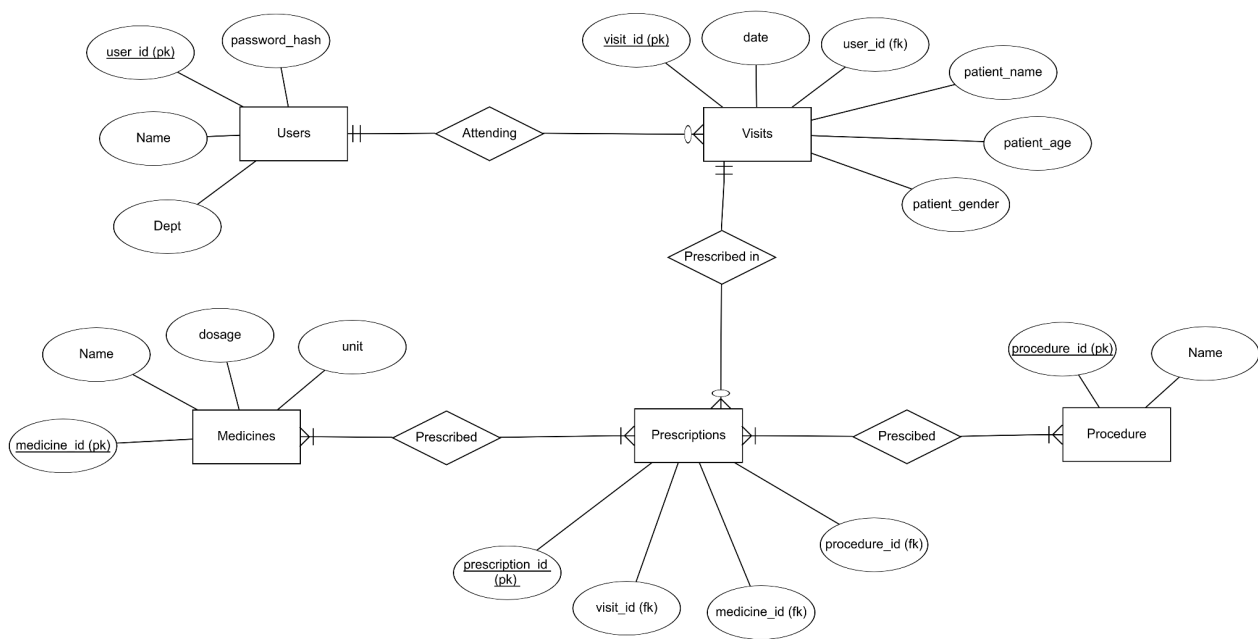 user_id (pk)
password_hash
Name
Users
Dept
Attending
visit_id (pk)
date
user_id (fk)
patient_name
patient_age
patient_gender
Visits
Prescribed in
Name
dosage
unit
medicine_id (pk)
Medicines
Prescribed
Prescriptions
Prescibed
procedure_id (pk)
Name
Procedure
prescription_id
(pk)
visit_id (fk)
medicine_id (fk)
procedure_id (fk)